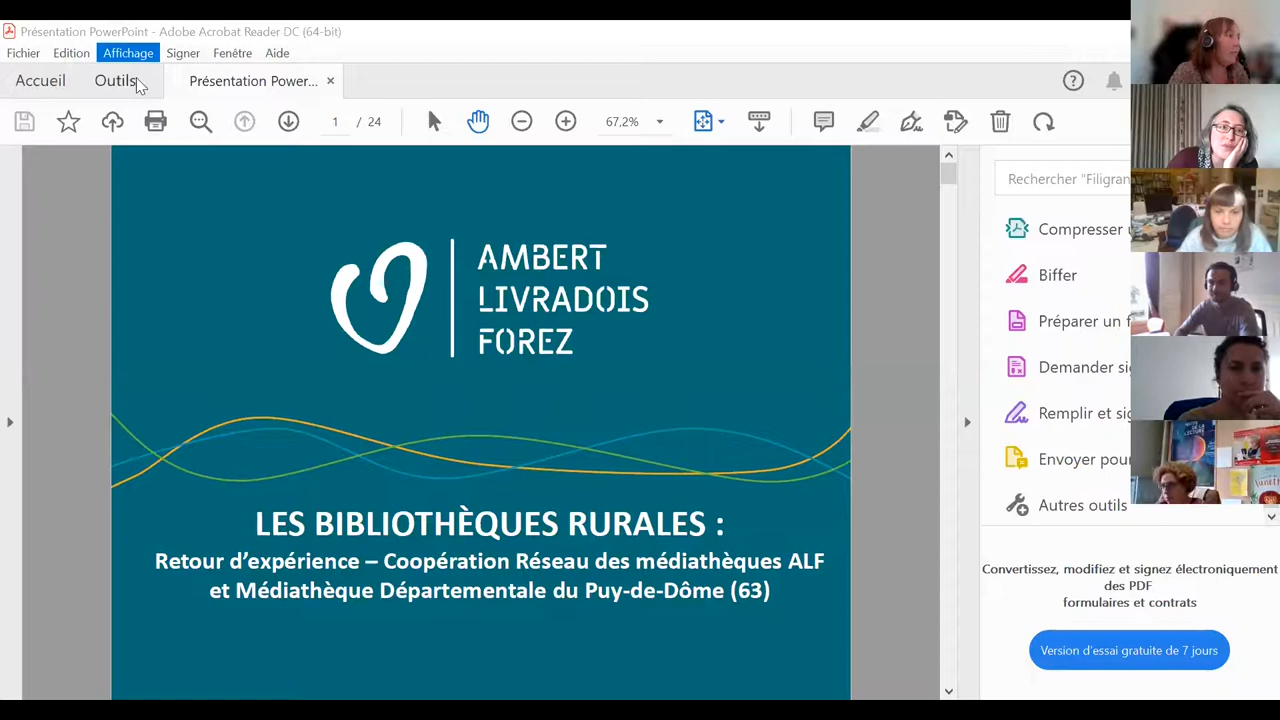 Présentation PowerPoint - Adobe Acrobat Reader DC (64-bit)
Fichier Edition Affichage Signer Fenêtre Aide
Accueil Outils Présentation Power... ×
1 / 24 67,2%
Rechercher "Filigran
Compresser u
Biffer
Préparer un f
Demander sig
Remplir et sig
Envoyer pour
Autres outils
Convertissez, modifiez et signez électroniquement
des PDF
formulaires et contrats
Version d'essai gratuite de 7 jours
AMBERT
LIVRADOIS
FOREZ
LES BIBLIOTHÈQUES RURALES :
Retour d'expérience – Coopération Réseau des médiathèques ALF
et Médiathèque Départementale du Puy-de-Dôme (63)